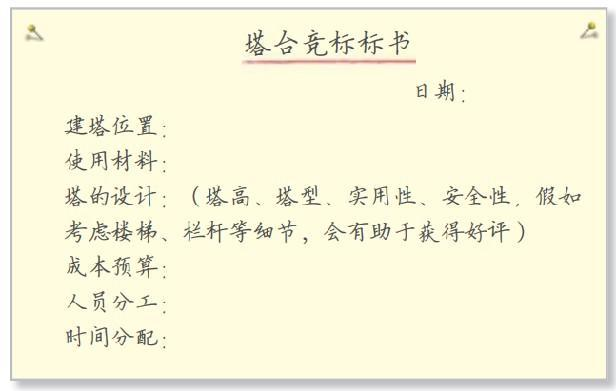 塔台竞标标书
日期：
建塔位置：
使用材料：
塔的设计：（塔高、塔型、实用性、安全性，假如
考虑楼梯、栏杆等细节，会有助于获得好评）
成本预算：
人员分工：
时间分配：